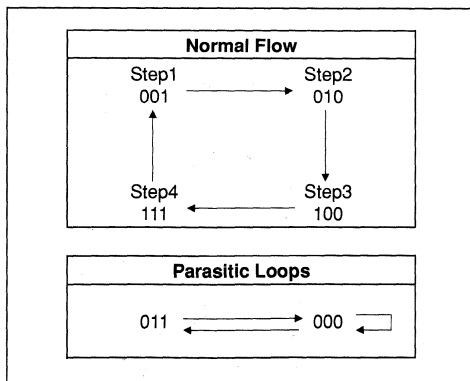 Normal Flow
Step1 Step2
001 010
Step4 Step3
111 100
Parasitic Loops
011 000